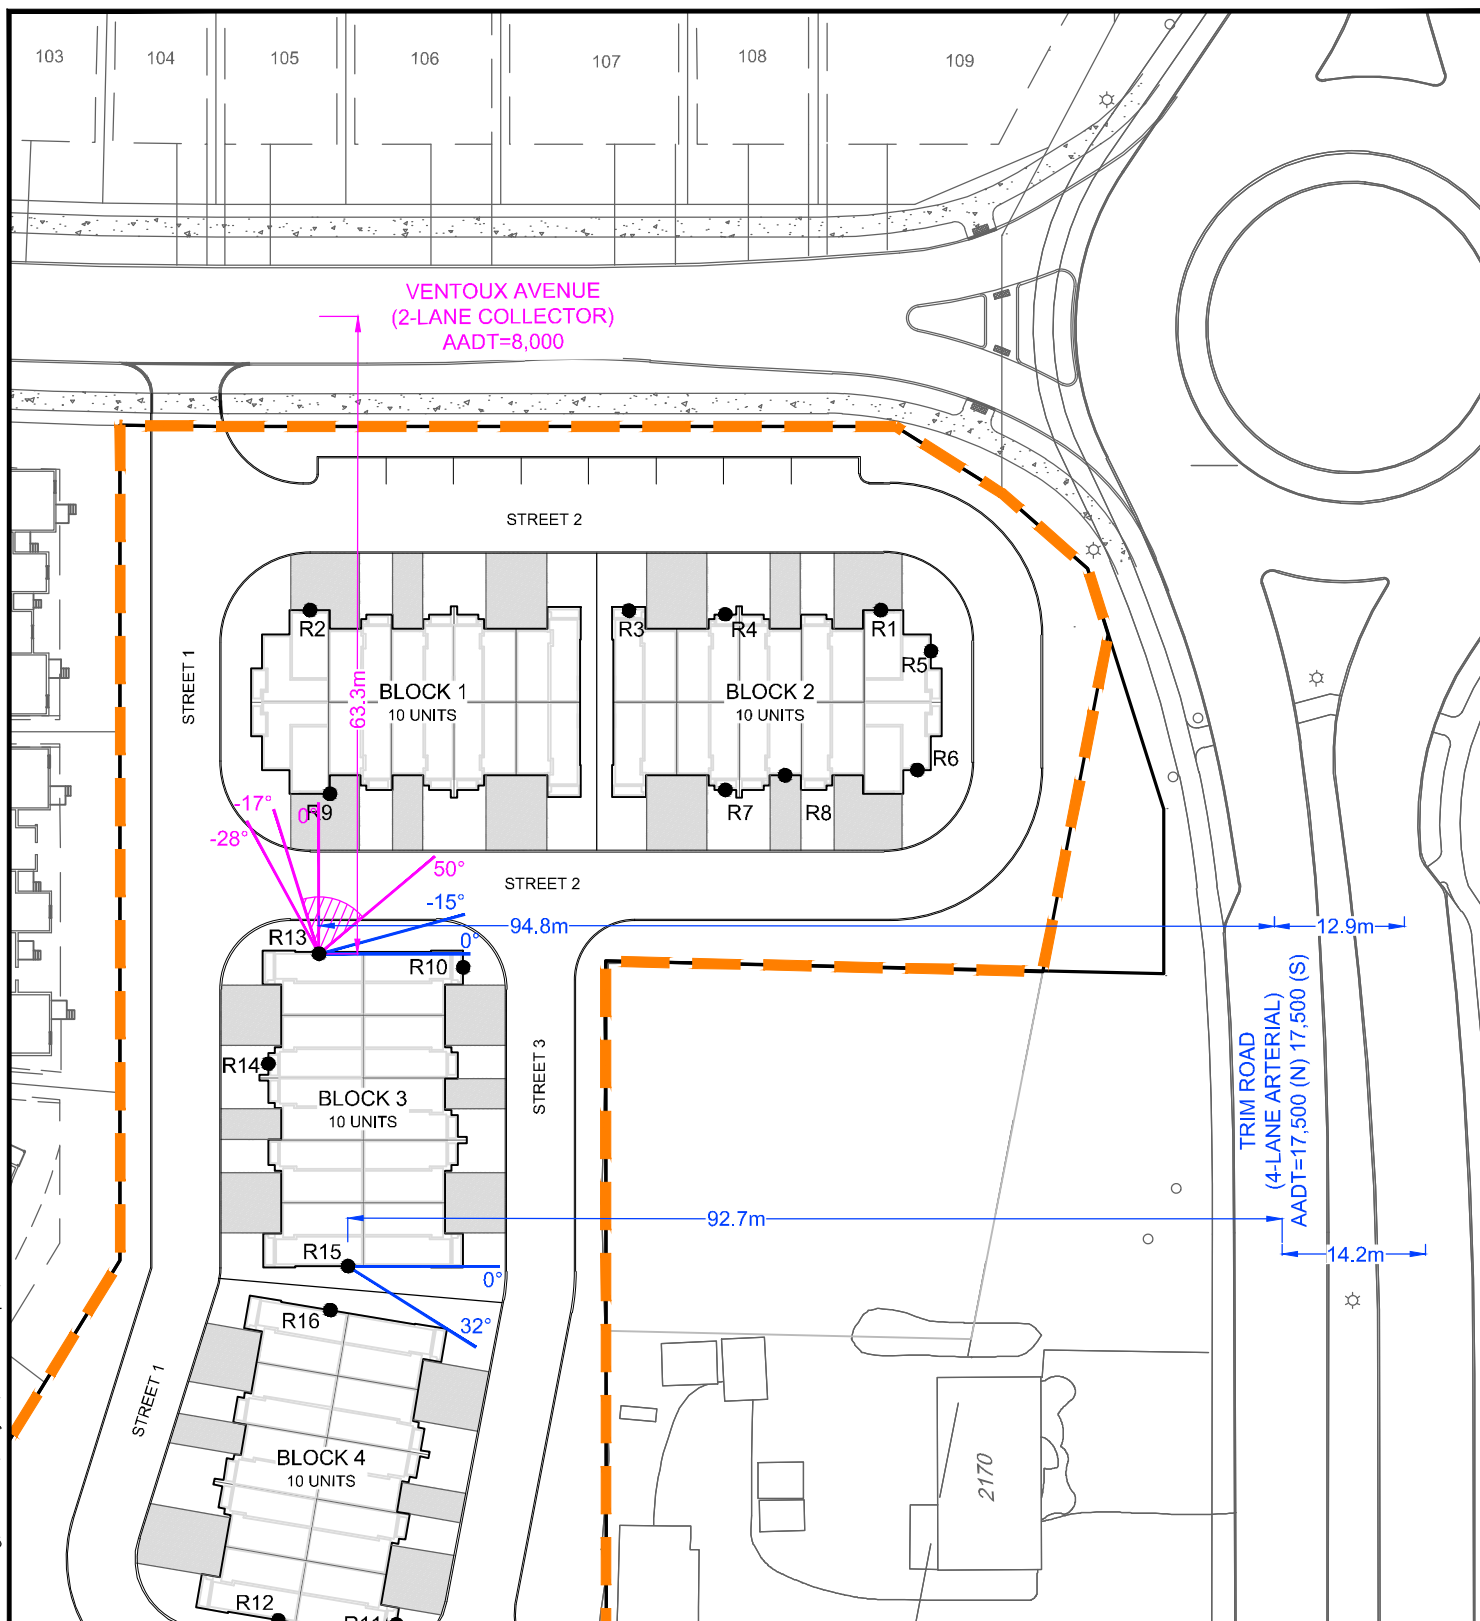 103
104
105
106
107
108
109
VENTOUX AVENUE
(2-LANE COLLECTOR)
AADT=8,000
STREET 2
R2
R3
R4
R1
R5
STREET 1
63.3m
BLOCK 1
10 UNITS
BLOCK 2
10 UNITS
R6
R9
R7
R8
-17°
0°
-28°
50°
STREET 2
-15°
R13
94.8m
0°
12.9m
R10
R14
BLOCK 3
10 UNITS
STREET 3
TRIM ROAD
(4-LANE ARTERIAL)
AADT=17,500 (N) 17,500 (S)
92.7m
R15
0°
14.2m
R16
32°
STREET 1
BLOCK 4
10 UNITS
2170
R12
R11